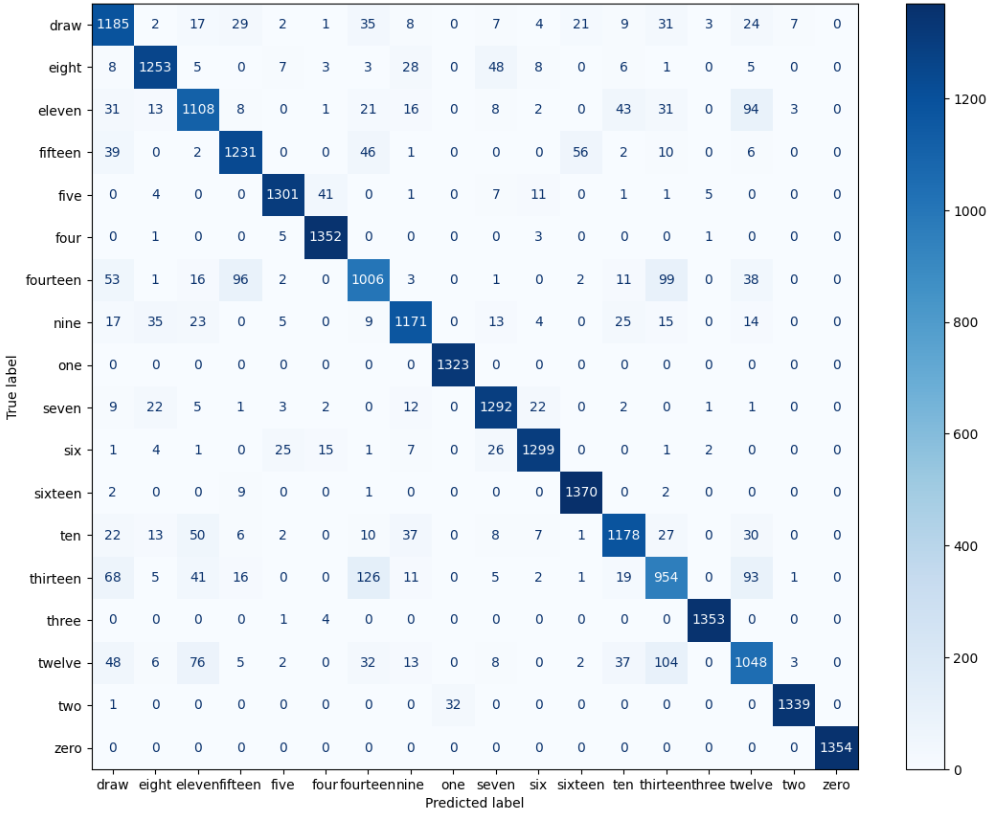 draw 1185 2 17 29 2 1 35 8 0 7 4 21 9 31 3 24 7 0
eight 8 1253 5 0 7 3 3 28 0 48 8 0 6 1 0 5 0 0
eleven 31 13 1108 8 0 1 21 16 0 8 2 0 43 31 0 94 3 0
fifteen 39 0 2 1231 0 0 46 1 0 0 0 56 2 10 0 6 0 0
five 0 4 0 0 1301 41 0 1 0 7 11 0 1 1 5 0 0 0
four 0 1 0 0 5 1352 0 0 0 0 3 0 0 0 1 0 0 0
fourteen 53 1 16 96 2 0 1006 3 0 1 0 2 11 99 0 38 0 0
nine 17 35 23 0 5 0 9 1171 0 13 4 0 25 15 0 14 0 0
one 0 0 0 0 0 0 0 0 1323 0 0 0 0 0 0 0 0 0
seven 9 22 5 1 3 2 0 12 0 1292 22 0 2 0 1 1 0 0
six 1 4 1 0 25 15 1 7 0 26 1299 0 0 1 2 0 0 0
sixteen 2 0 0 9 0 0 1 0 0 0 0 1370 0 2 0 0 0 0
ten 22 13 50 6 2 0 10 37 0 8 7 1 1178 27 0 30 0 0
thirteen 68 5 41 16 0 0 126 11 0 5 2 1 19 954 0 93 1 0
three 0 0 0 0 1 4 0 0 0 0 0 0 0 0 1353 0 0 0
twelve 48 6 76 5 2 0 32 13 0 8 0 2 37 104 0 1048 3 0
two 1 0 0 0 0 0 0 0 32 0 0 0 0 0 0 0 1339 0
zero 0 0 0 0 0 0 0 0 0 0 0 0 0 0 0 0 0 1354
draw eight eleven fifteen five four fourteen nine one seven six sixteen ten thirteen three twelve two zero
Predicted label
True label
1200
1000
800
600
400
200
0